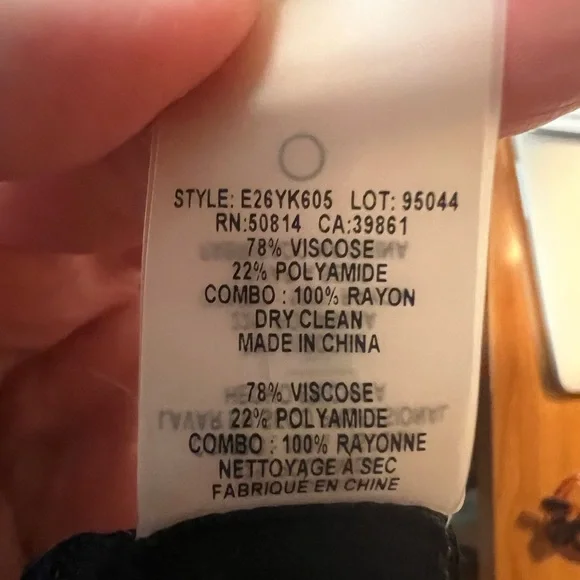 STYLE: E26YK605 LOT: 95044
RN:50814 CA:39861
78% VISCOSE
22% POLYAMIDE
COMBO : 100% RAYON
DRY CLEAN
MADE IN CHINA
78% VISCOSE
22% POLYAMIDE
COMBO : 100% RAYONNE
NETTOYAGE A SEC
FABRIQUE EN CHINE